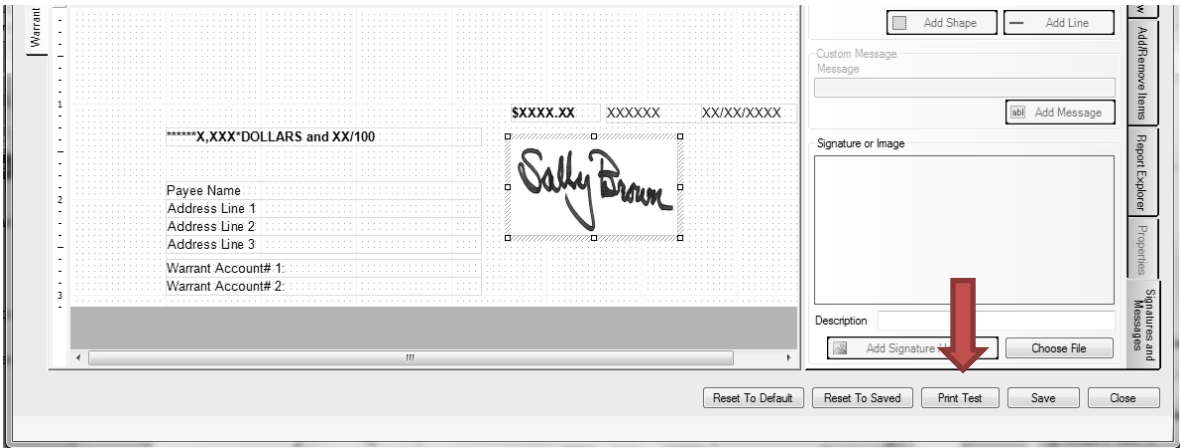 Warrant
w
Add Shape
Add Line
Custom Message
Message
Add/Remove Items
1
$XXXX.XX XXXXXX XX/XX/XXXX
abl Add Message
******X,XXX*DOLLARS and XX/100
Signature or Image
Sally Brown
Report Explorer
Payee Name
2
Address Line 1
Address Line 2
Address Line 3
Properties
Warrant Account# 1:
Warrant Account# 2:
3
Signatures and Messages
Description
Add Signature
Choose File
Reset To Default
Reset To Saved
Print Test
Save
Close